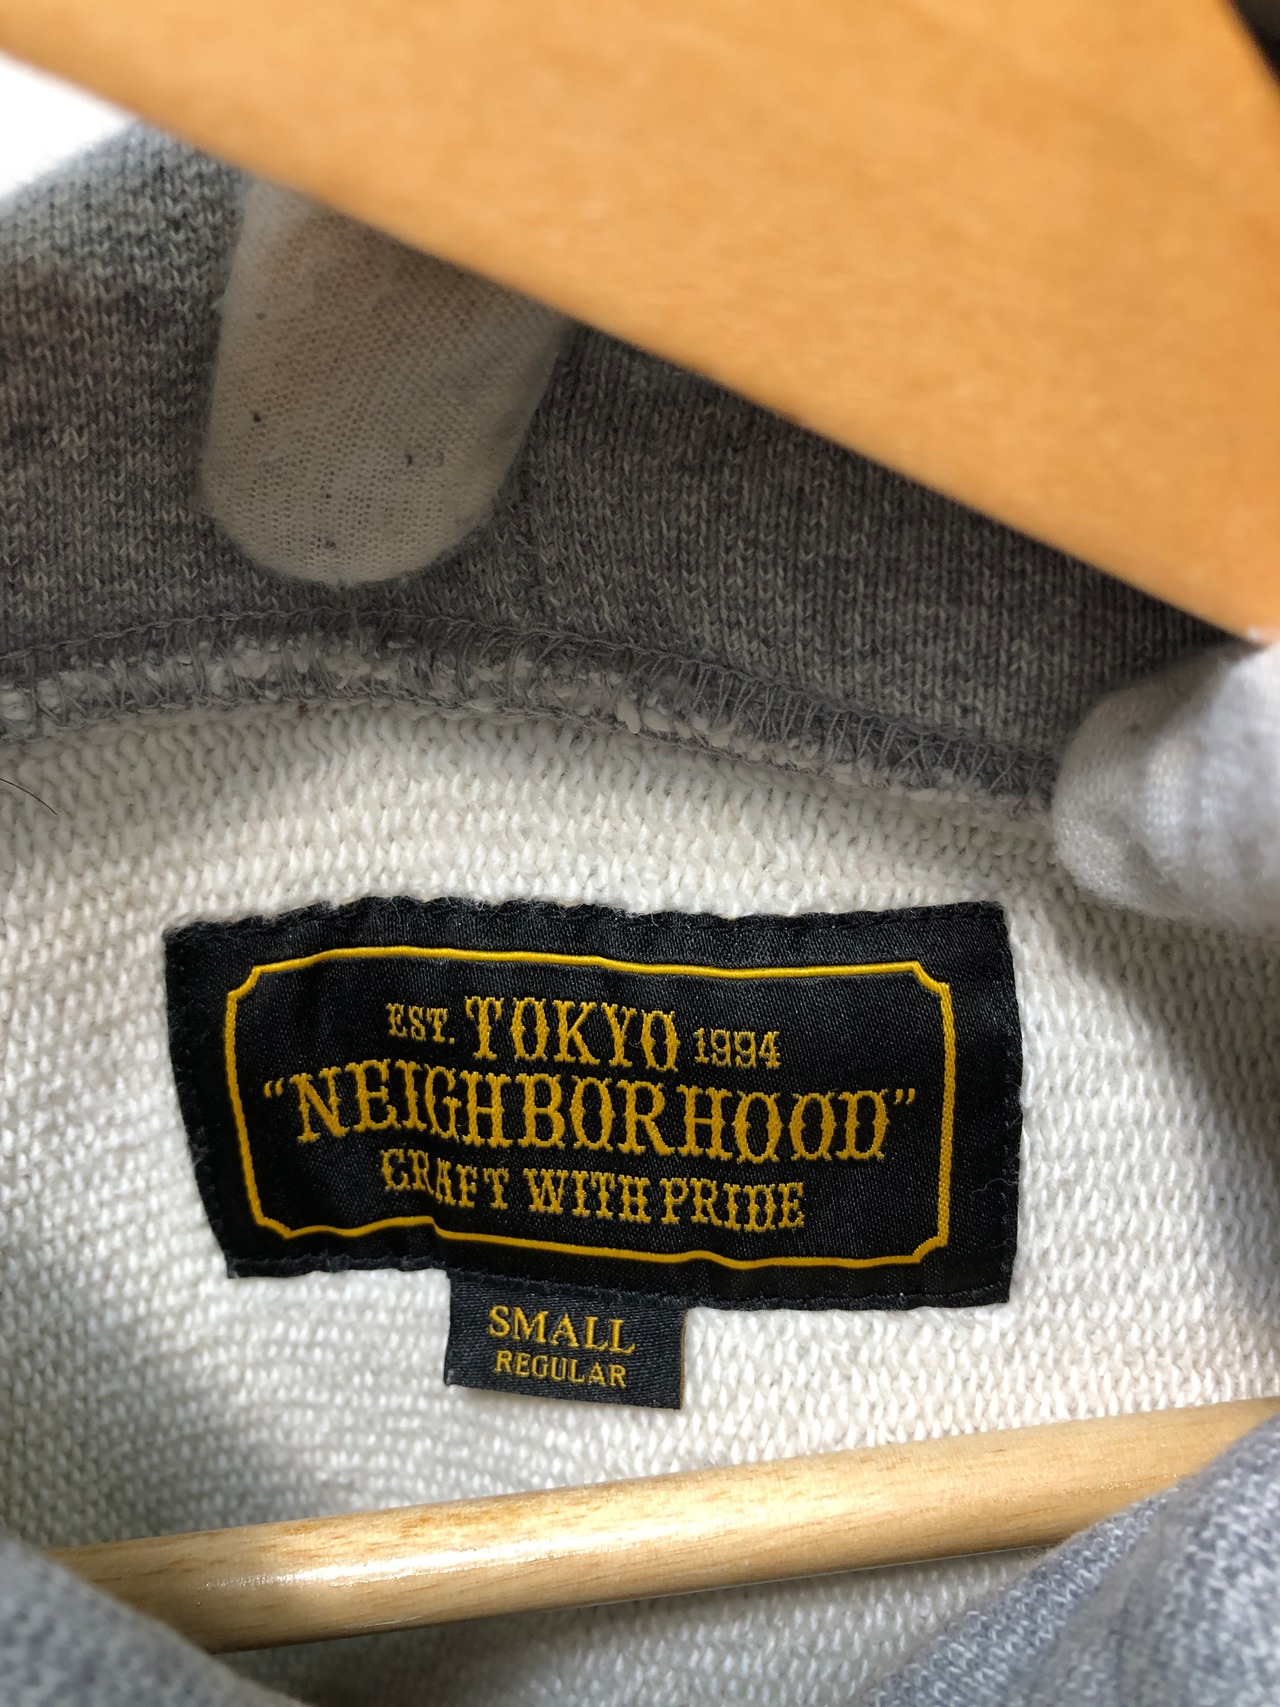 EST. TOKYO 1994
"NEIGHBORHOOD"
CRAFT WITH PRIDE
SMALL
REGULAR